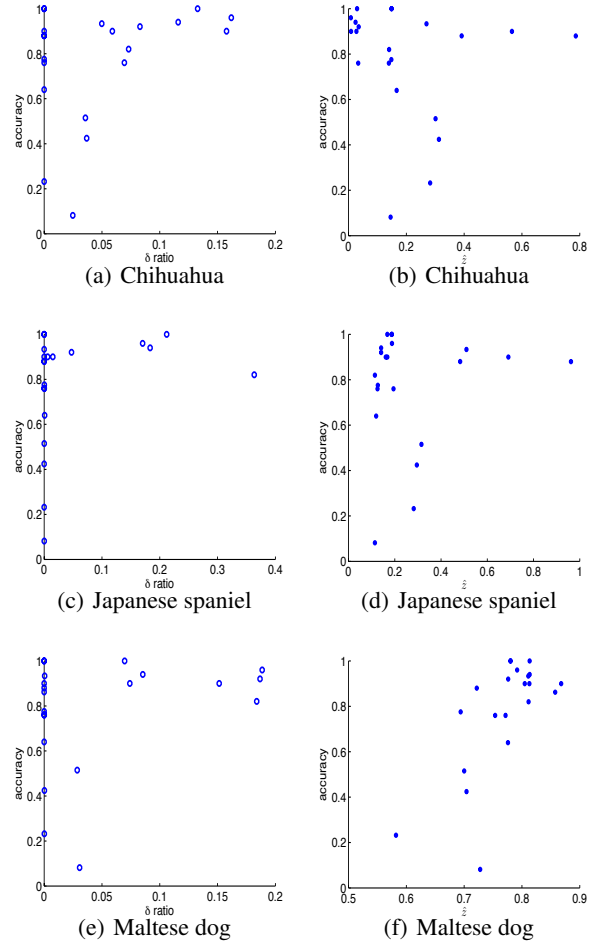 1
0.8
0.6
0.4
0.2
0
accuracy
0 0.05 0.1 0.15 0.2
δ ratio
(a) Chihuahua
1
0.8
0.6
0.4
0.2
0
accuracy
0 0.2 0.4 0.6 0.8
ẑ
(b) Chihuahua
1
0.8
0.6
0.4
0.2
0
accuracy
0 0.1 0.2 0.3 0.4
δ ratio
(c) Japanese spaniel
1
0.8
0.6
0.4
0.2
0
accuracy
0 0.2 0.4 0.6 0.8 1
ẑ
(d) Japanese spaniel
1
0.8
0.6
0.4
0.2
0
accuracy
0 0.05 0.1 0.15 0.2
δ ratio
(e) Maltese dog
1
0.8
0.6
0.4
0.2
0
accuracy
0.5 0.6 0.7 0.8 0.9
ẑ
(f) Maltese dog